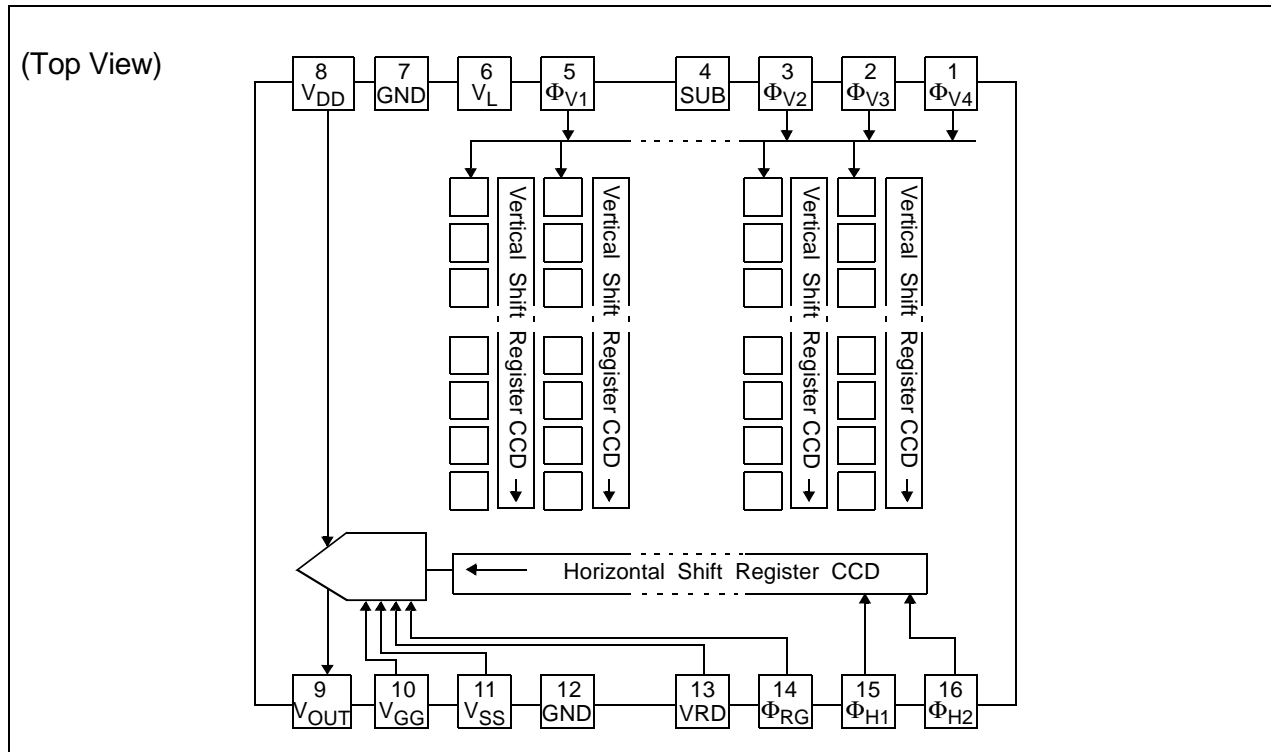 (Top View)
8 7 6 5 4 3 2 1
VDD GND VL ΦV1 SUB ΦV2 ΦV3 ΦV4
Vertical Shift Register CCD
Vertical Shift Register CCD
Vertical Shift Register CCD
Vertical Shift Register CCD
Horizontal Shift Register CCD
9 10 11 12 13 14 15 16
VOUT VGG VSS GND VRD ΦRG ΦH1 ΦH2